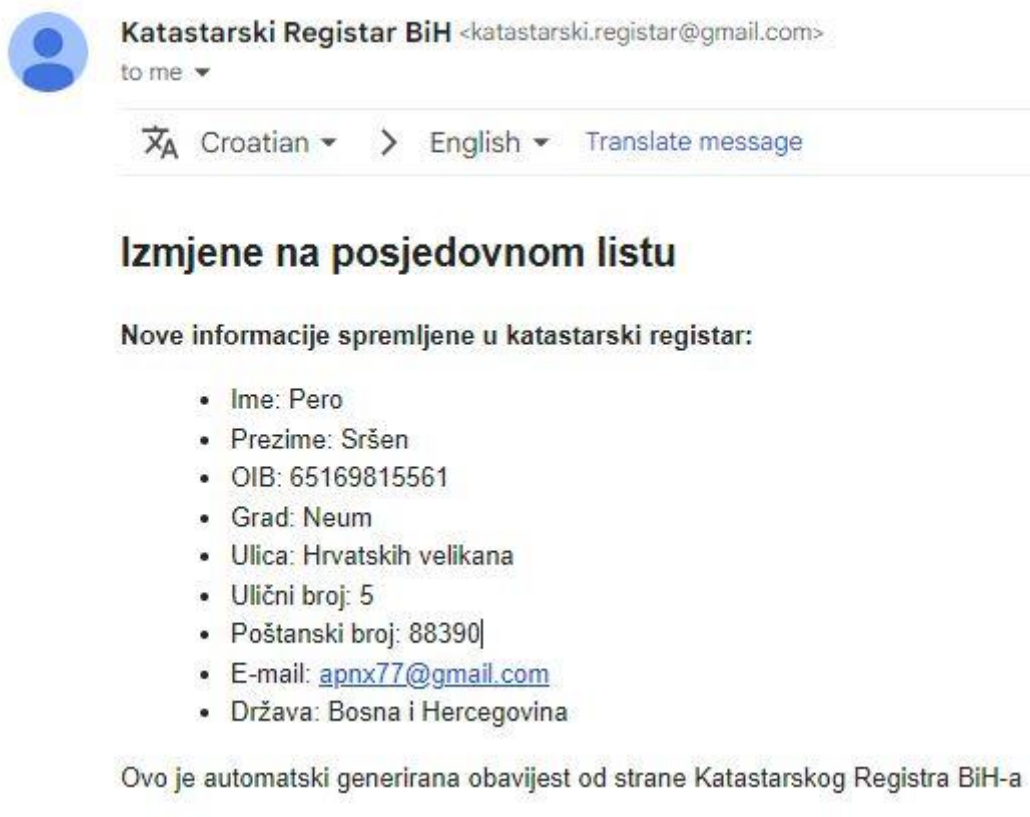 Katastarski Registar BiH <katastarski.registar@gmail.com>
to me
Croatian > English Translate message
Izmjene na posjedovnom listu
Nove informacije spremljene u katastarski registar:
• Ime: Pero
• Prezime: Sršen
• OIB: 65169815561
• Grad: Neum
• Ulica: Hrvatskih velikana
• Ulični broj: 5
• Poštanski broj: 88390
• E-mail: apnx77@gmail.com
• Država: Bosna i Hercegovina
Ovo je automatski generirana obavijest od strane Katastarskog Registra BiH-a